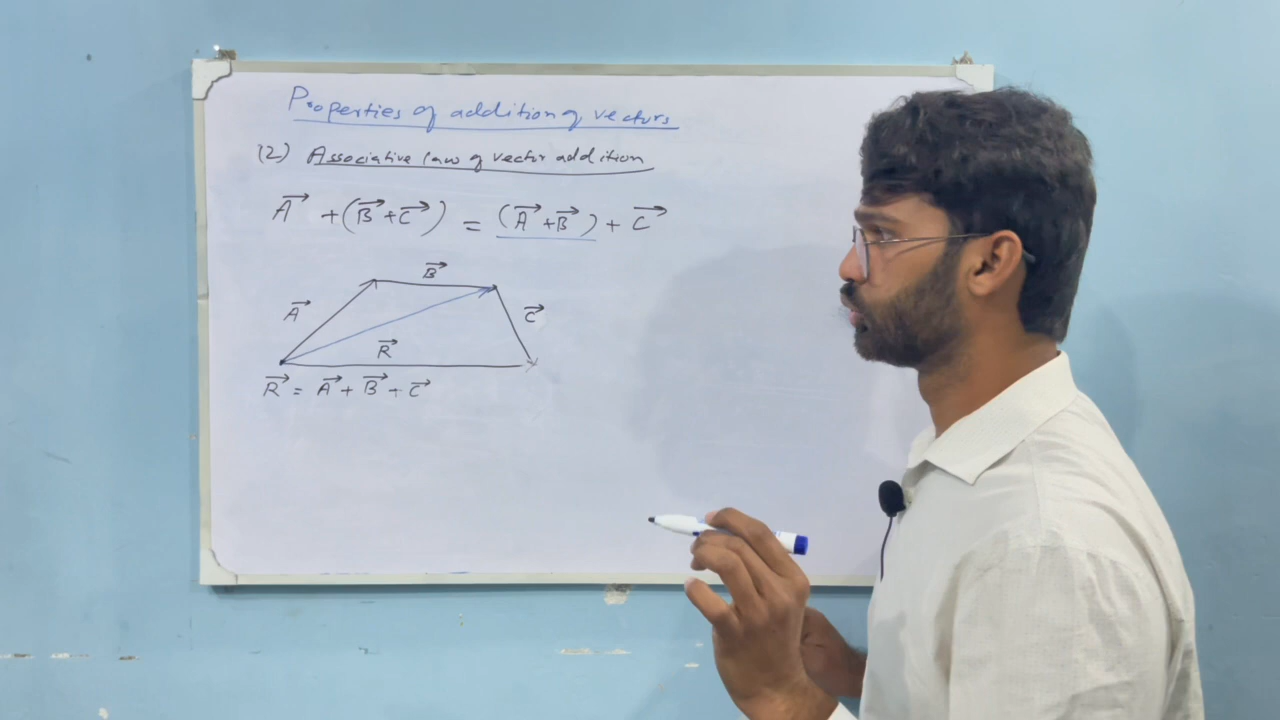 Properties of addition of vectors
(2) Associative law of vector addition
A⃗ + (B⃗ + C⃗) = (A⃗ + B⃗) + C⃗
B⃗
A⃗
C⃗
R⃗
R⃗ = A⃗ + B⃗ + C⃗